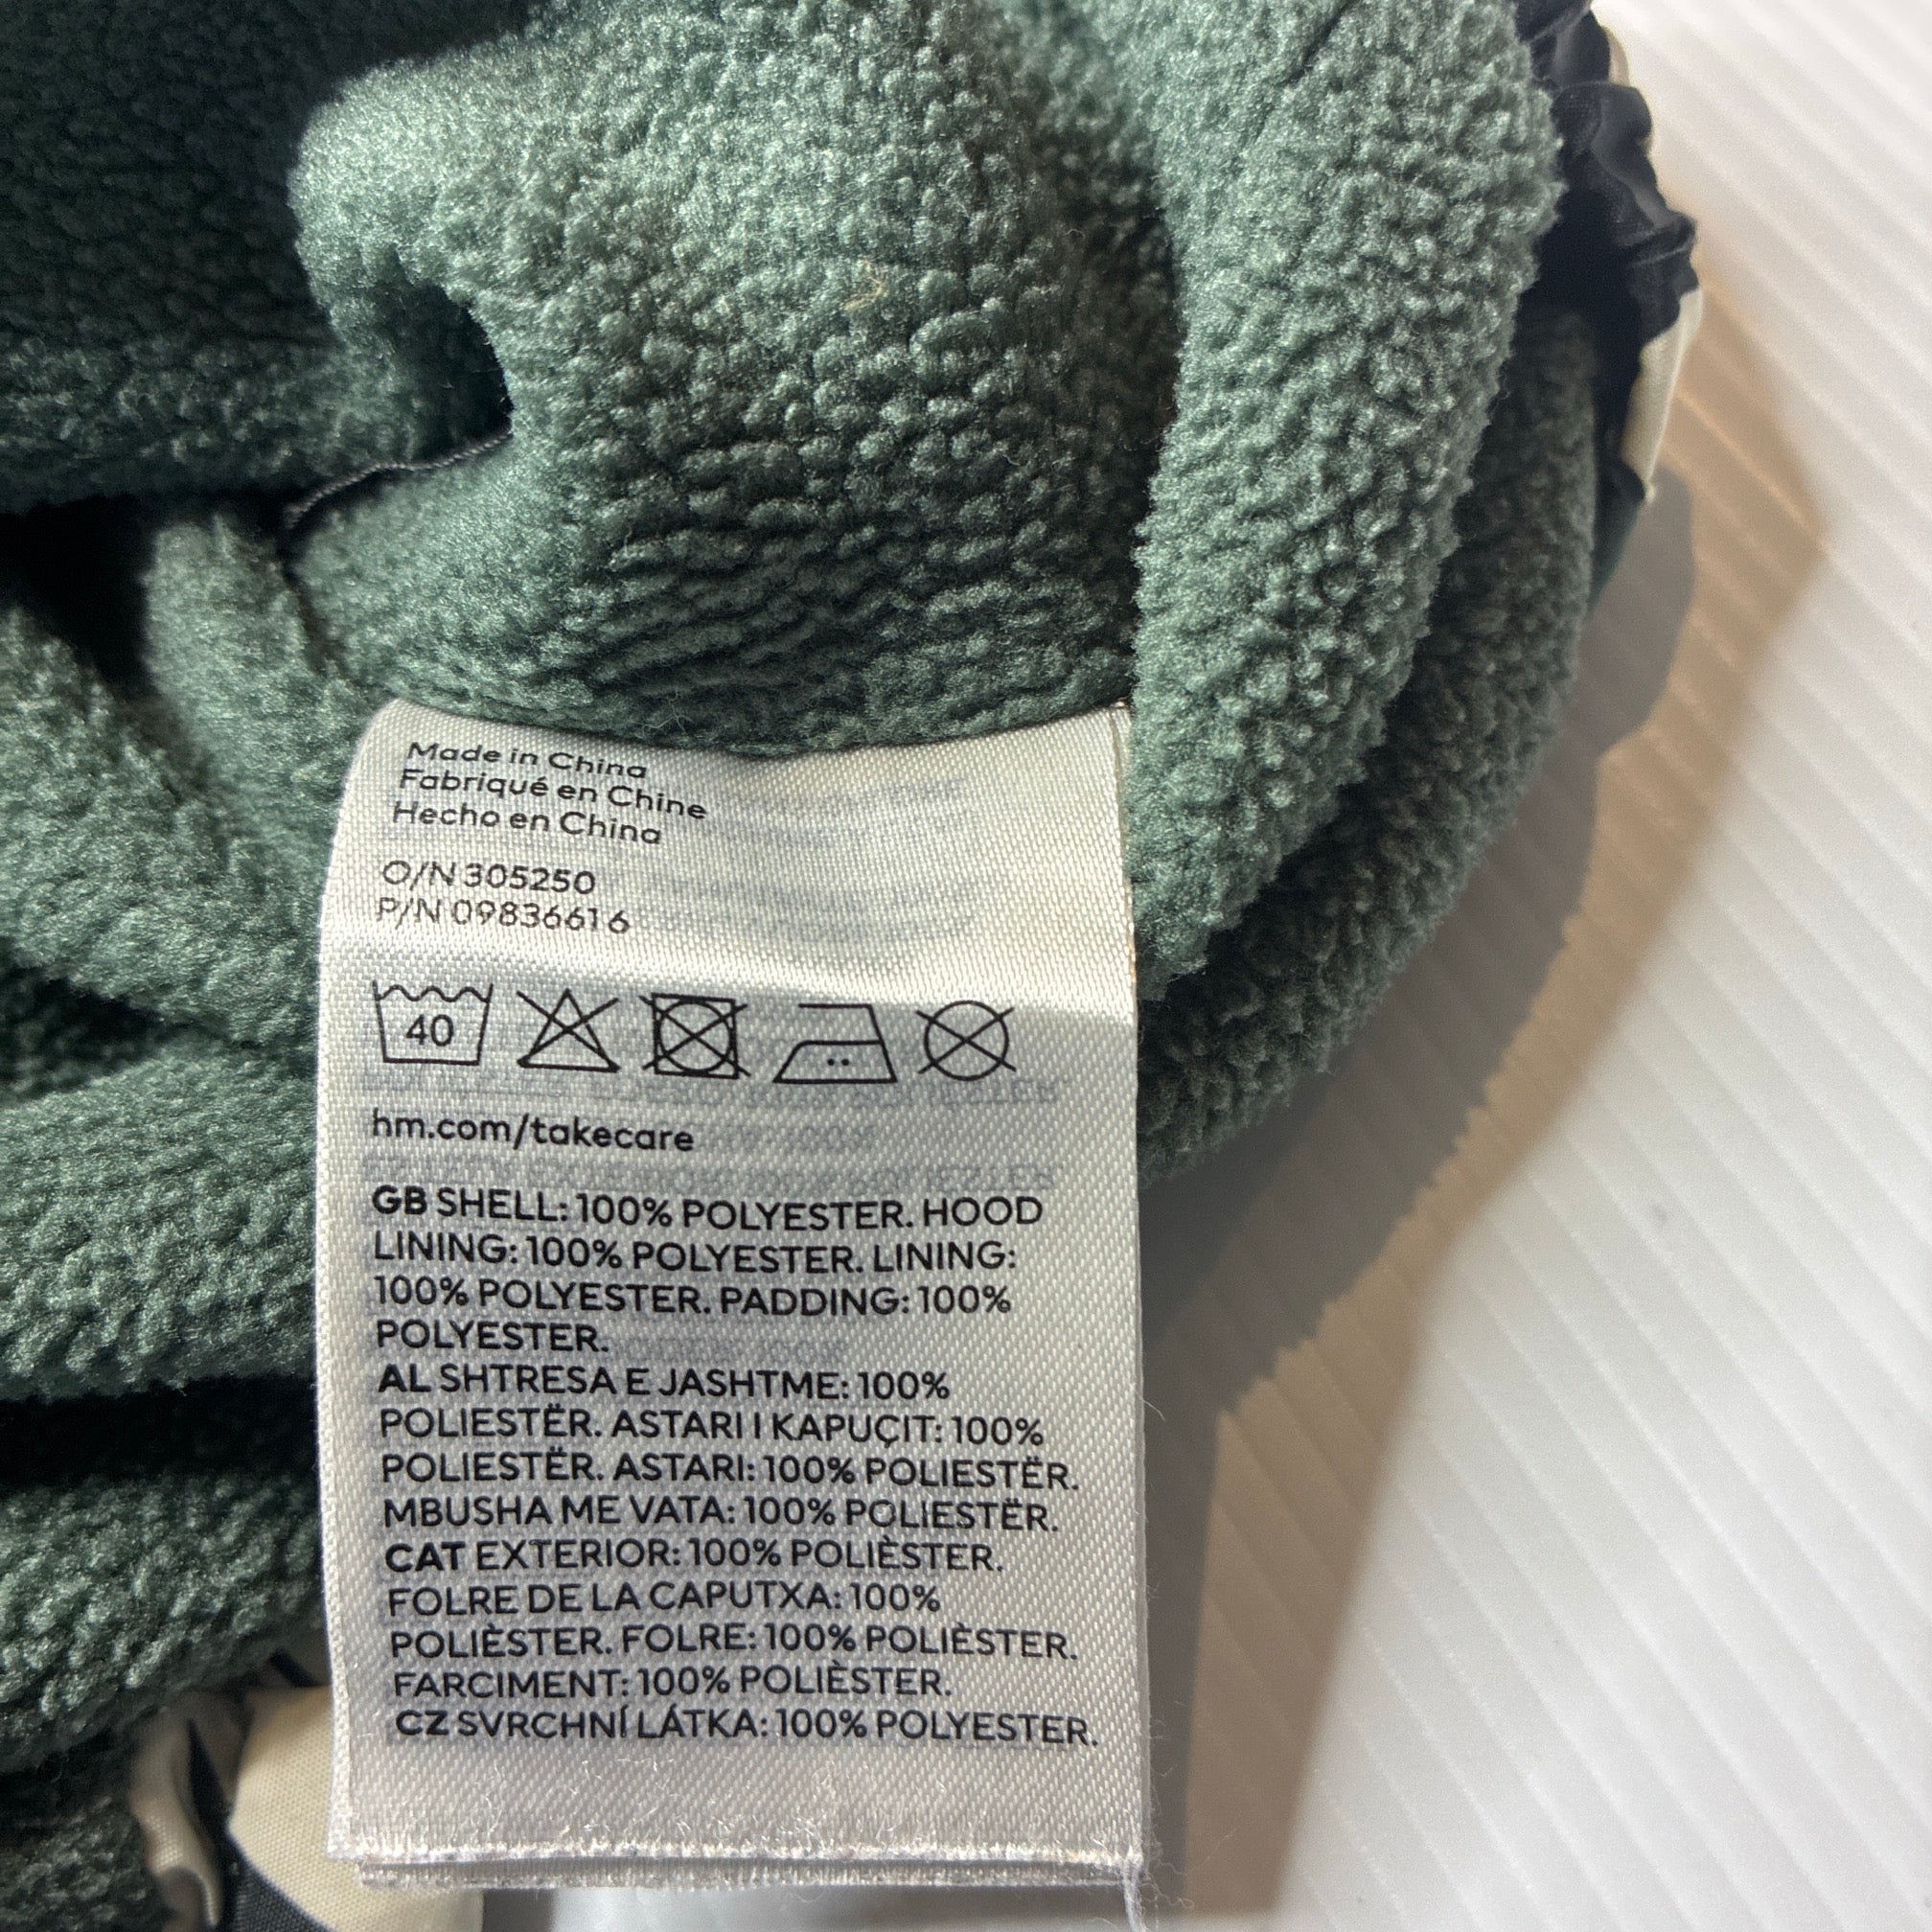 Made in China
Fabriqué en Chine
Hecho en China
O/N 305250
P/N 09836616
40
hm.com/takecare
GB SHELL: 100% POLYESTER. HOOD
LINING: 100% POLYESTER. LINING:
100% POLYESTER. PADDING: 100%
POLYESTER.
AL SHTRESA E JASHTME: 100%
POLIESTËR. ASTARI I KAPUÇIT: 100%
POLIESTËR. ASTARI: 100% POLIESTËR.
MBUSHA ME VATA: 100% POLIESTËR.
CAT EXTERIOR: 100% POLIÈSTER.
FOLRE DE LA CAPUTXA: 100%
POLIÈSTER. FOLRE: 100% POLIÈSTER.
FARCIMENT: 100% POLIÈSTER.
CZ SVRCHNÍ LÁTKA: 100% POLYESTER.